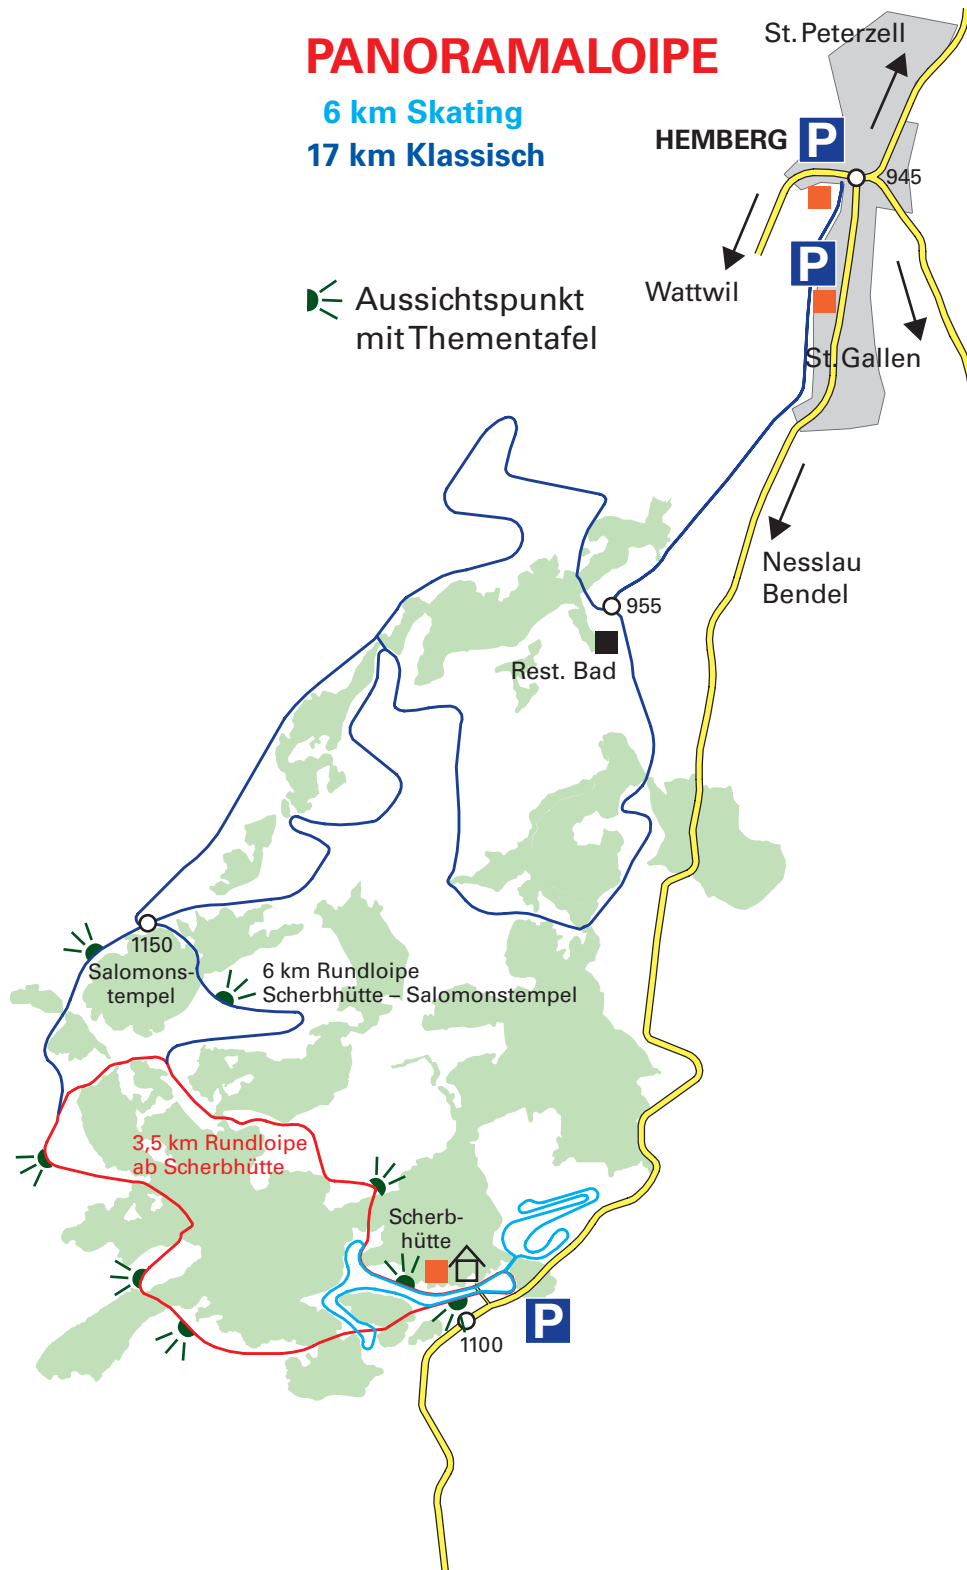 St. Peterzell
PANORAMALOIPE
6 km Skating
17 km Klassisch
HEMBERG
P
945
P
Wattwil
Aussichtspunkt
mit Thementafel
St. Gallen
Nesslau
Bendel
955
Rest. Bad
1150
Salomons-
tempel
6 km Rundloipe
Scherbhütte – Salomonstempel
3,5 km Rundloipe
ab Scherbhütte
Scherb-
hütte
P
1100